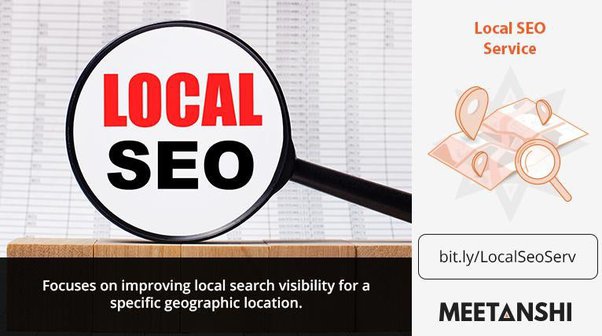 LOCAL
SEO
Focuses on improving local search visibility for a
specific geographic location.
Local SEO
Service
bit.ly/LocalSeoServ
MEETANSHI